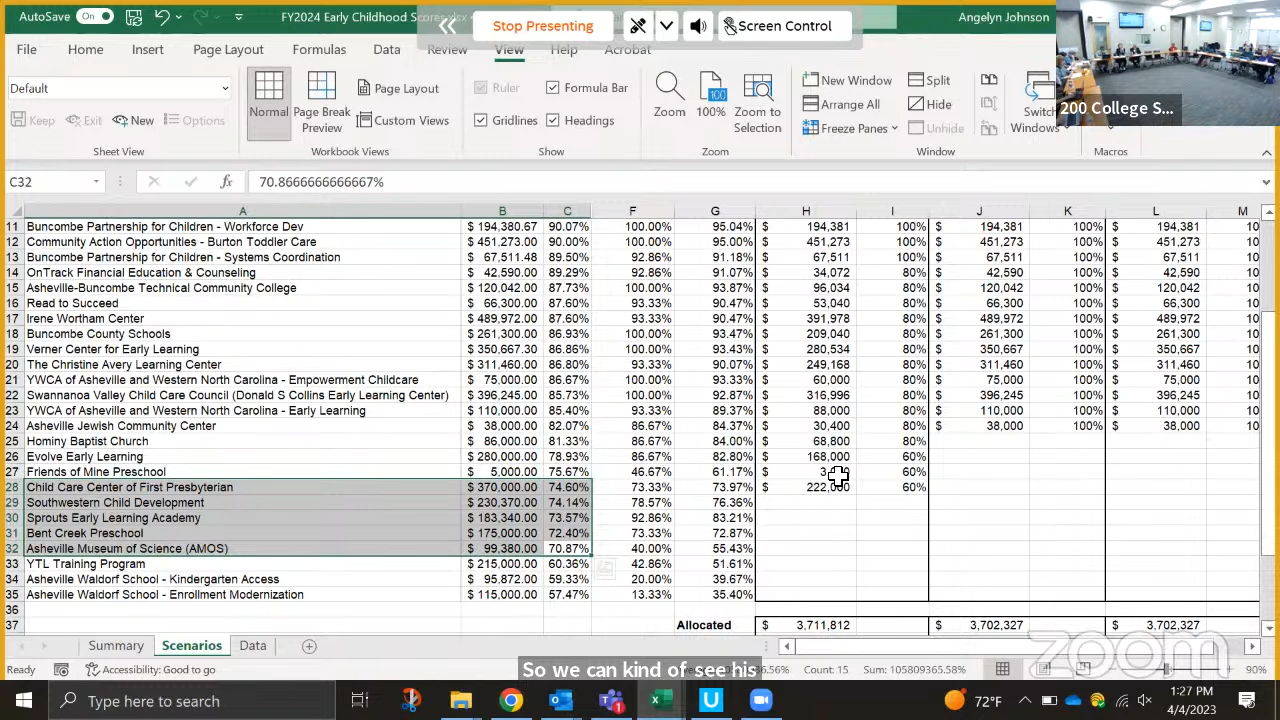 AutoSave On FY2024 Early Childhood Scores.xlsx Stop Presenting Screen Control Angelyn Johnson
File Home Insert Page Layout Formulas Data Review View Help Acrobat
Default Normal Page Break Preview Page Layout Custom Views Ruler Formula Bar Zoom 100% Zoom to Selection New Window Split Arrange All Hide Switch Windows
Keep Exit New Options Gridlines Headings Freeze Panes Unhide
200 College S...
Sheet View Workbook Views Show Zoom Window Macros
C32 fx 70.8666666666667%
A B C F G H I J K L M
11 Buncombe Partnership for Children - Workforce Dev $ 194,380.67 90.07% 100.00% 95.04% $ 194,381 100% $ 194,381 100% $ 194,381 10
12 Community Action Opportunities - Burton Toddler Care $ 451,273.00 90.00% 100.00% 95.00% $ 451,273 100% $ 451,273 100% $ 451,273 10
13 Buncombe Partnership for Children - Systems Coordination $ 67,511.48 89.50% 92.86% 91.18% $ 67,511 100% $ 67,511 100% $ 67,511 10
14 OnTrack Financial Education & Counseling $ 42,590.00 89.29% 92.86% 91.07% $ 34,072 80% $ 42,590 100% $ 42,590 10
15 Asheville-Buncombe Technical Community College $ 120,042.00 87.73% 100.00% 93.87% $ 96,034 80% $ 120,042 100% $ 120,042 10
16 Read to Succeed $ 66,300.00 87.60% 93.33% 90.47% $ 53,040 80% $ 66,300 100% $ 66,300 10
17 Irene Wortham Center $ 489,972.00 87.60% 93.33% 90.47% $ 391,978 80% $ 489,972 100% $ 489,972 10
18 Buncombe County Schools $ 261,300.00 86.93% 100.00% 93.47% $ 209,040 80% $ 261,300 100% $ 261,300 10
19 Verner Center for Early Learning $ 350,667.30 86.86% 100.00% 93.43% $ 280,534 80% $ 350,667 100% $ 350,667 10
20 The Christine Avery Learning Center $ 311,460.00 86.80% 93.33% 90.07% $ 249,168 80% $ 311,460 100% $ 311,460 10
21 YWCA of Asheville and Western North Carolina - Empowerment Childcare $ 75,000.00 86.67% 100.00% 93.33% $ 60,000 80% $ 75,000 100% $ 75,000 10
22 Swannanoa Valley Child Care Council (Donald S Collins Early Learning Center) $ 396,245.00 85.73% 100.00% 92.87% $ 316,996 80% $ 396,245 100% $ 396,245 10
23 YWCA of Asheville and Western North Carolina - Early Learning $ 110,000.00 85.40% 93.33% 89.37% $ 88,000 80% $ 110,000 100% $ 110,000 10
24 Asheville Jewish Community Center $ 38,000.00 82.07% 86.67% 84.37% $ 30,400 80% $ 38,000 100% $ 38,000 10
25 Hominy Baptist Church $ 86,000.00 81.33% 86.67% 84.00% $ 68,800 80%
26 Evolve Early Learning $ 280,000.00 78.93% 86.67% 82.80% $ 168,000 60%
27 Friends of Mine Preschool $ 5,000.00 75.67% 46.67% 61.17% $ 60%
28 Child Care Center of First Presbyterian $ 370,000.00 74.60% 73.33% 73.97% $ 60%
29 Southwestern Child Development $ 230,370.00 74.14% 78.57% 76.36%
30 Sprouts Early Learning Academy $ 183,340.00 73.57% 92.86% 83.21%
31 Bent Creek Preschool $ 175,000.00 72.40% 73.33% 72.87%
32 Asheville Museum of Science (AMOS) $ 99,380.00 70.87% 40.00% 55.43%
33 YTL Training Program $ 215,000.00 60.36% 42.86% 51.61%
34 Asheville Waldorf School - Kindergarten Access $ 95,872.00 59.33% 20.00% 39.67%
35 Asheville Waldorf School - Enrollment Modernization $ 115,000.00 57.47% 13.33% 35.40%
36
37 Allocated $ 3,711,812 $ 3,702,327 $ 3,702,327
Summary Scenarios Data
zoom
Ready Accessibility: Good to go So we can kind of see his Count: 15 Sum: 105809365.58% 90%
Type here to search 72°F 1:27 PM
4/4/2023